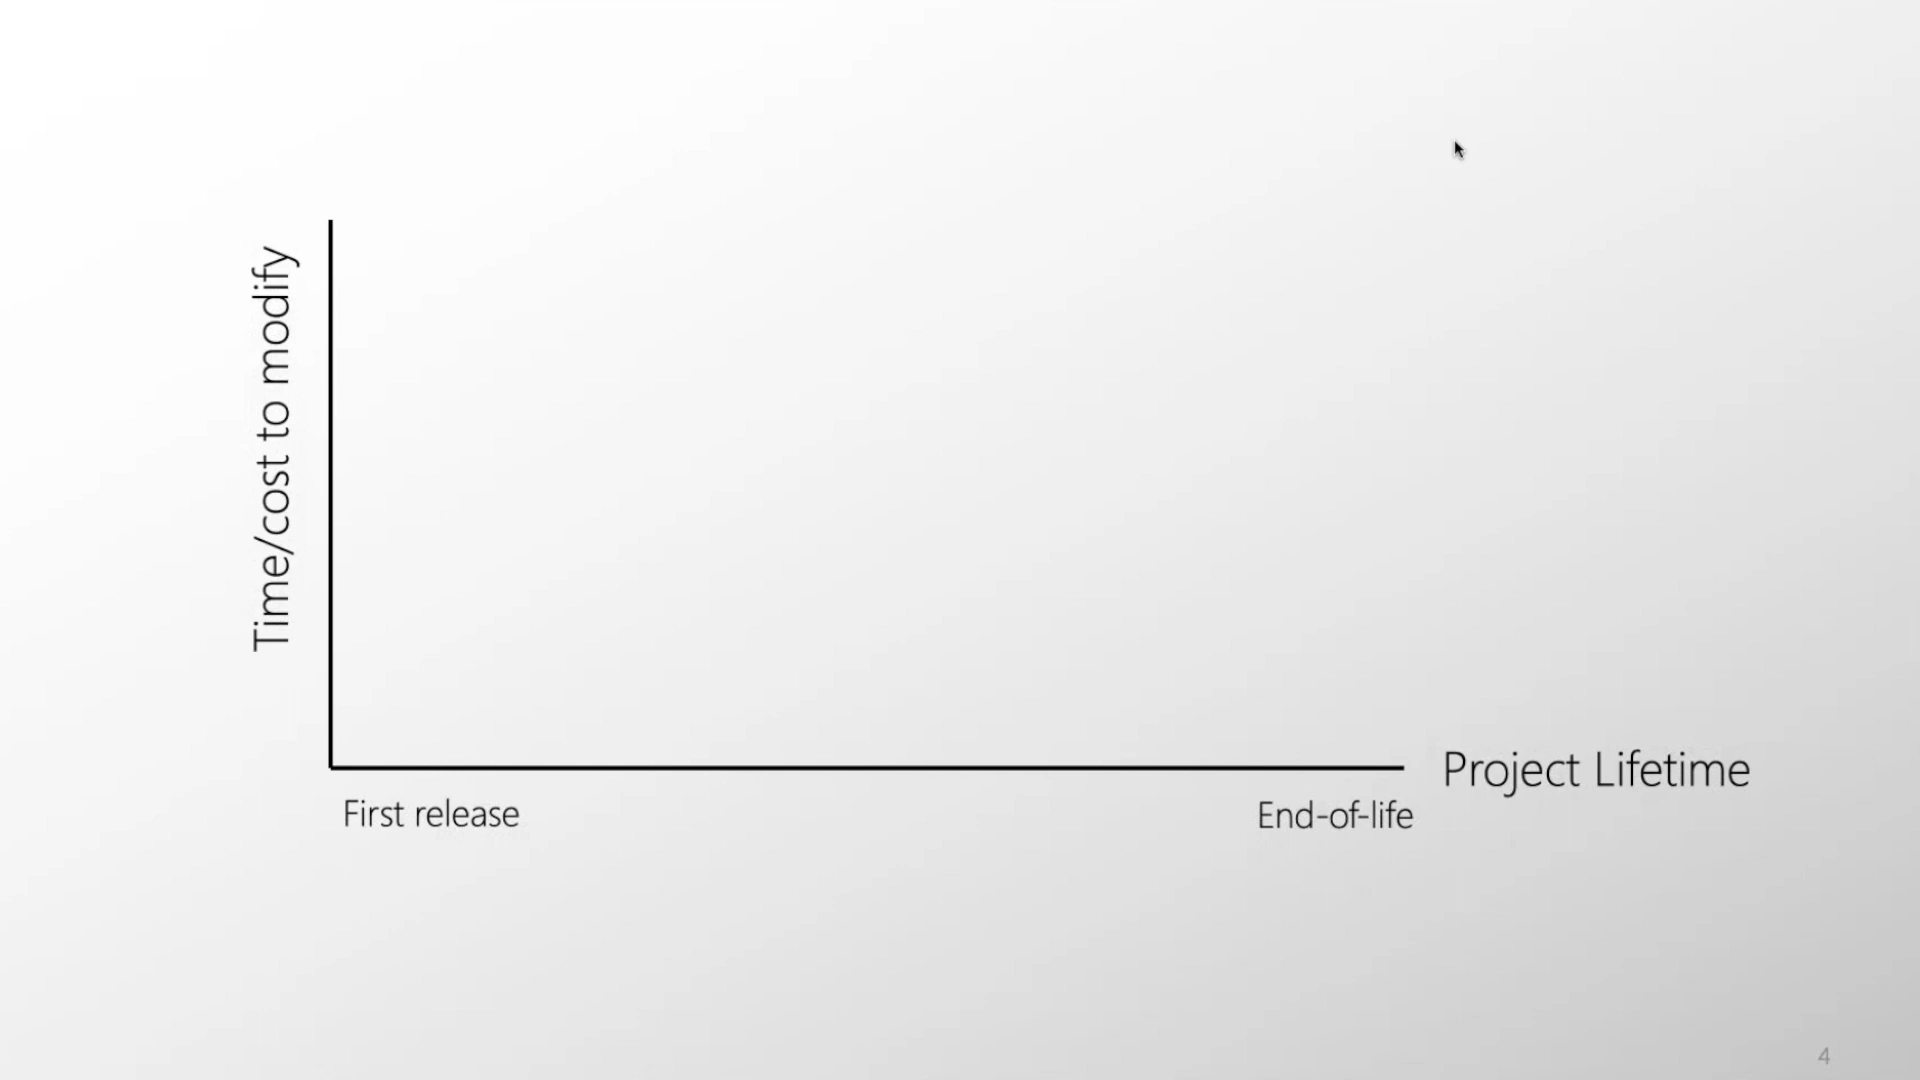 Time/cost to modify
Project Lifetime
First release
End-of-life
4